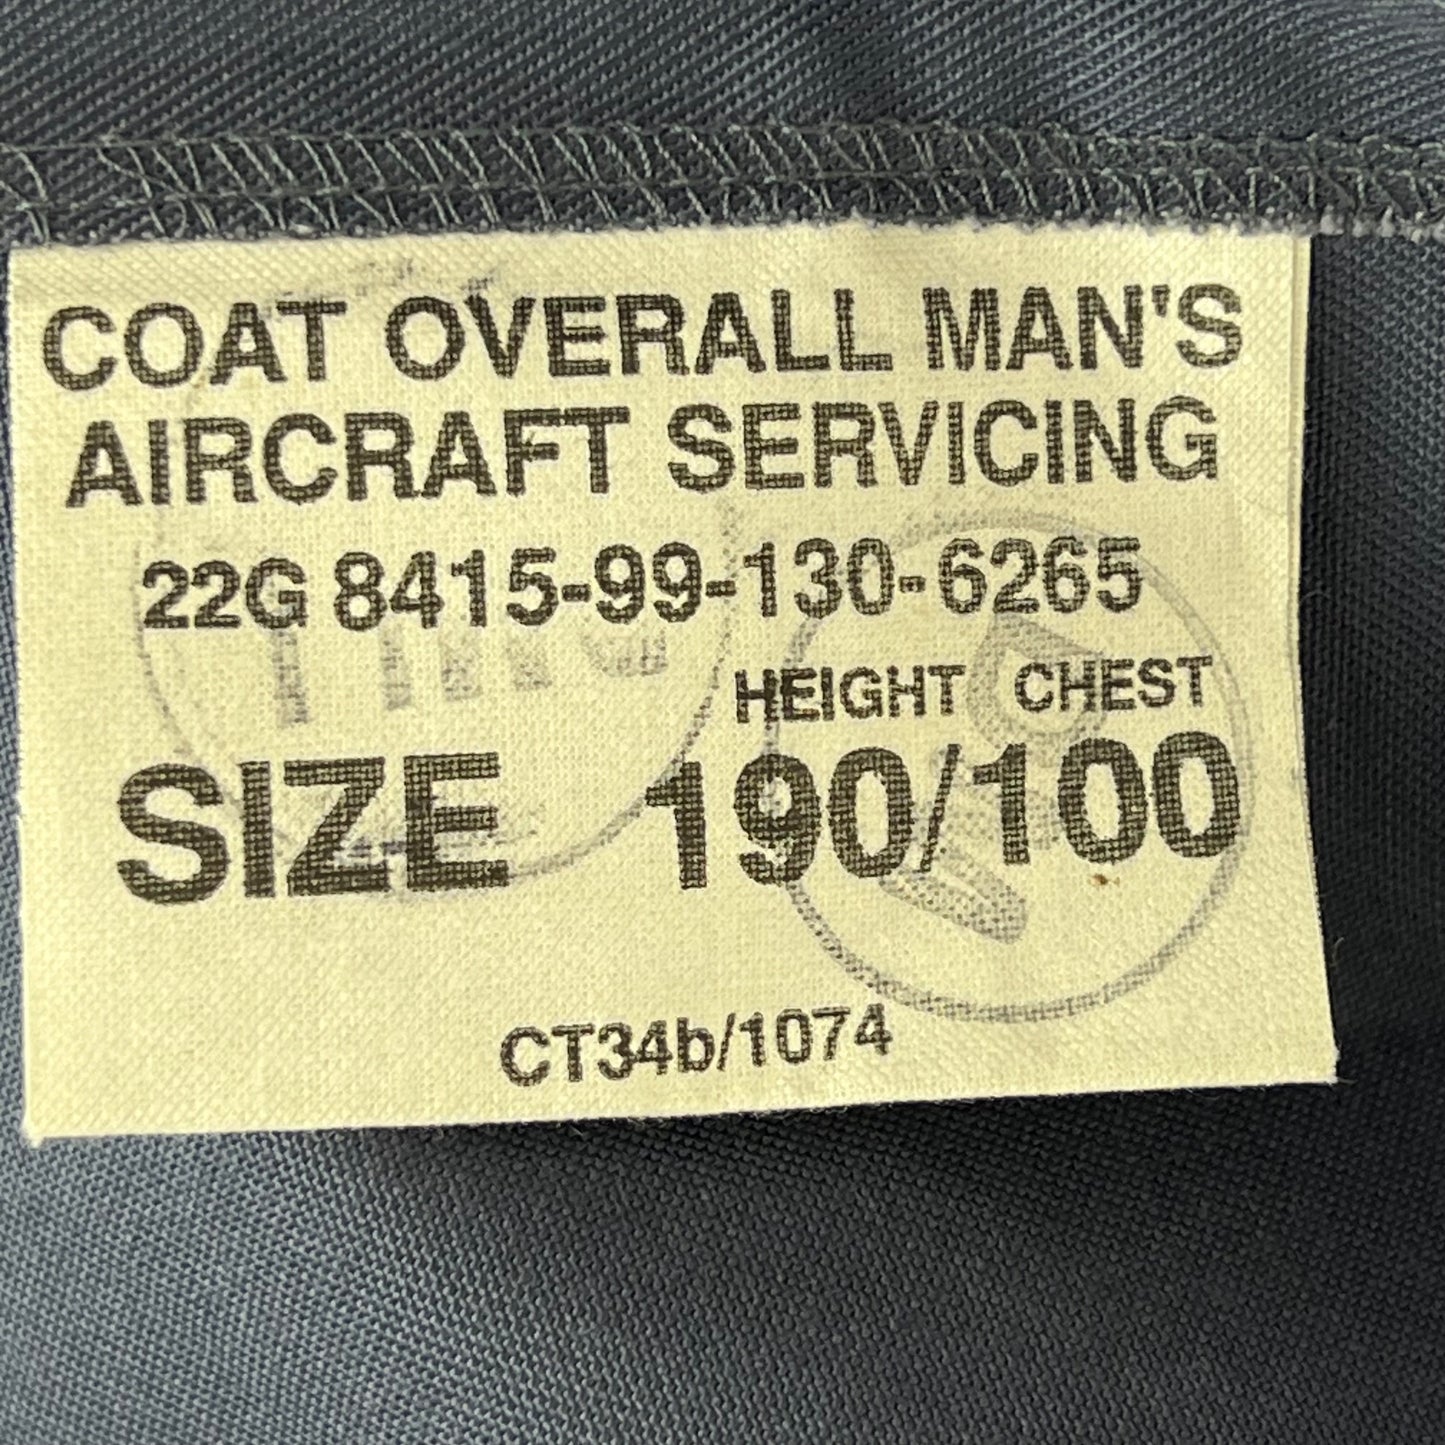 COAT OVERALL MAN'S
AIRCRAFT SERVICING
22G 8415-99-130-6265
HEIGHT CHEST
SIZE 190/100
CT34b/1074